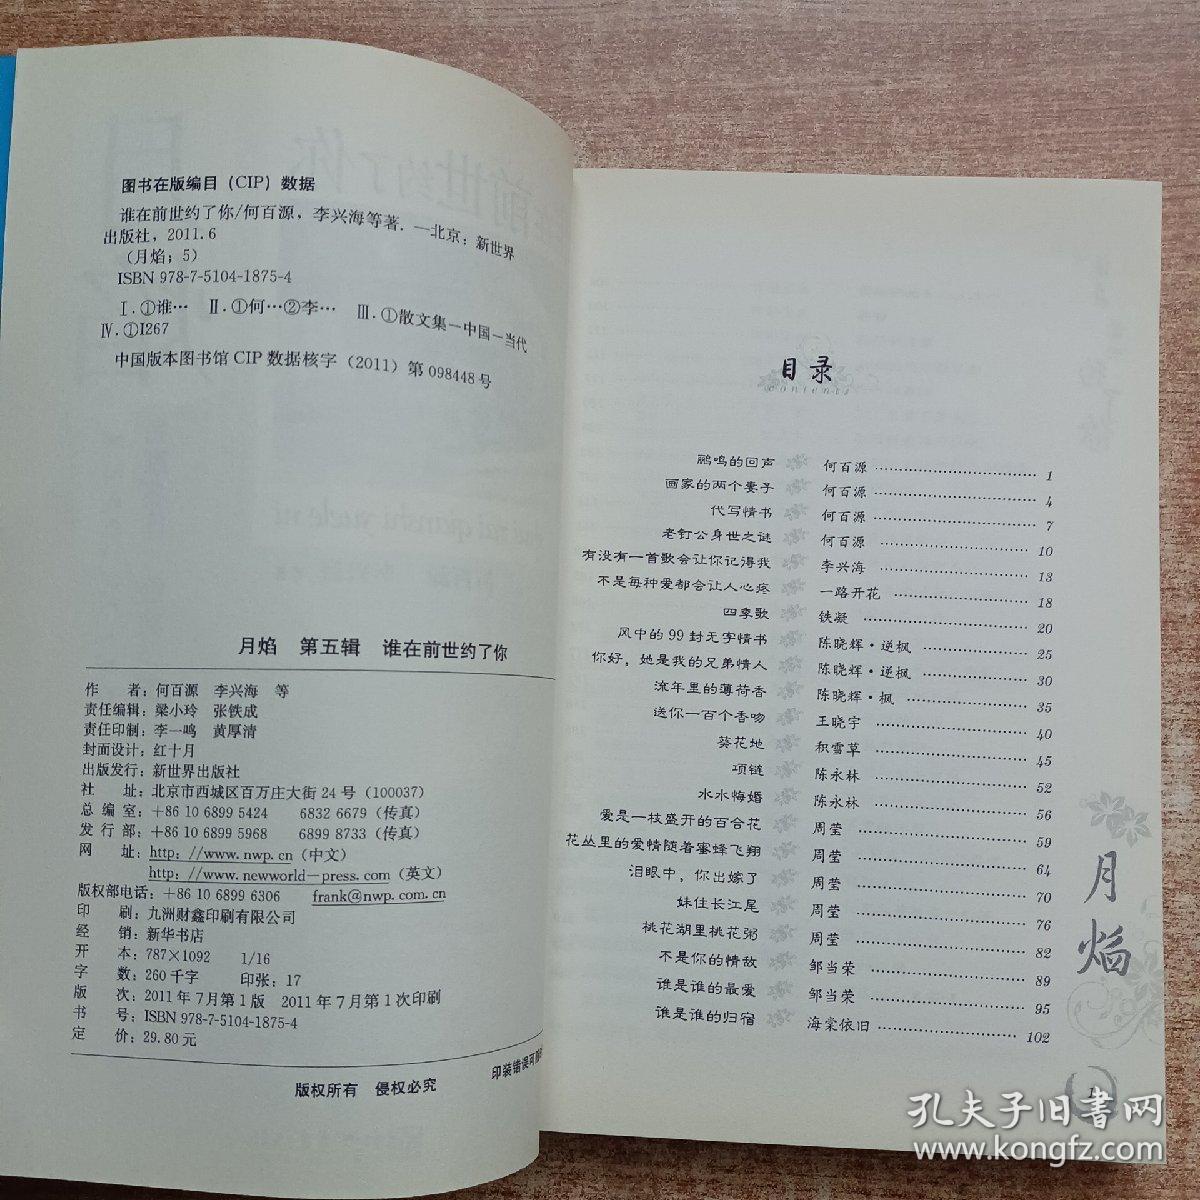 图书在版编目（CIP）数据
谁在前世约了你/何百源，李兴海等著．—北京：新世界
出版社，2011.6
（月焰；5）
ISBN 978-7-5104-1875-4
Ⅰ.①谁… Ⅱ.①何…②李… Ⅲ.①散文集—中国—当代
Ⅳ.①I267
中国版本图书馆CIP数据核字（2011）第098448号
月焰 第五辑 谁在前世约了你
作 者：何百源 李兴海 等
责任编辑：梁小玲 张铁成
责任印制：李一鸣 黄厚清
封面设计：红十月
出版发行：新世界出版社
社 址：北京市西城区百万庄大街24号（100037）
总 编 室：+86 10 6899 5424 6832 6679（传真）
发 行 部：+86 10 6899 5968 6899 8733（传真）
网 址：http：//www.nwp.cn（中文）
http：//www.newworld－press.com（英文）
版权部电话：+86 10 6899 6306 frank@nwp.com.cn
印 刷：九洲财鑫印刷有限公司
经 销：新华书店
开 本：787×1092 1/16
字 数：260千字 印张：17
版 次：2011年7月第1版 2011年7月第1次印刷
书 号：ISBN 978-7-5104-1875-4
定 价：29.80元
版权所有 侵权必究
印装错误可
目录
contents
鹂鸣的回声 何百源 1
画家的两个妻子 何百源 4
代写情书 何百源 7
老钉公身世之谜 何百源 10
有没有一首歌会让你记得我 李兴海 13
不是每种爱都会让人心疼 一路开花 18
四季歌 铁凝 20
风中的99封无字情书 陈晓辉·逆枫 25
你好，她是我的兄弟情人 陈晓辉·逆枫 30
流年里的薄荷香 陈晓辉·枫 35
送你一百个香吻 王晓宇 40
葵花地 积雪草 45
项链 陈永林 52
水水悔婚 陈永林 56
爱是一枝盛开的百合花 周莹 59
花丛里的爱情随着蜜蜂飞翔 周莹 64
泪眼中，你出嫁了 周莹 70
妹住长江尾 周莹 76
桃花湖里桃花粥 周莹 82
不是你的情敌 邹当荣 89
谁是谁的最爱 邹当荣 95
谁是谁的归宿 海棠依旧 102
月焰
1
孔夫子旧书网
www.kongfz.com